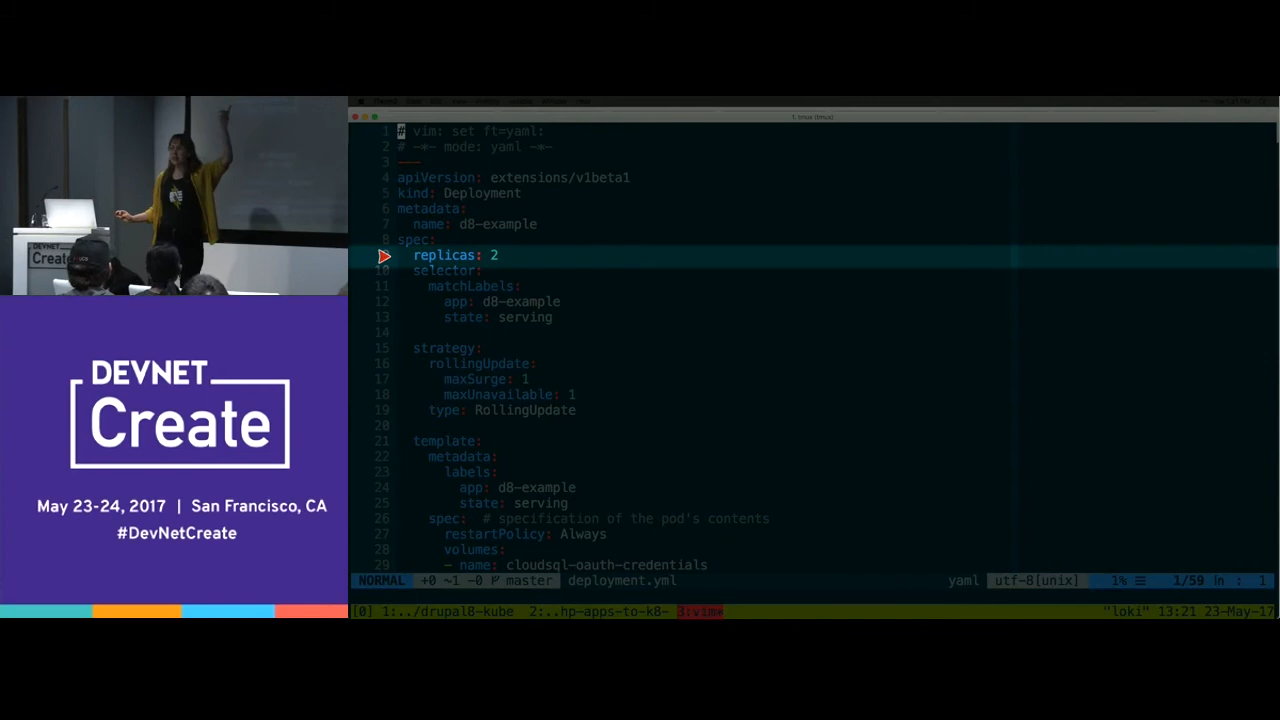 5. tmux (tmux)
1 # vim: set ft=yaml:
2 # -*- mode: yaml -*-
3 ---
4 apiVersion: extensions/v1beta1
5 kind: Deployment
6 metadata:
7 name: d8-example
8 spec:
replicas: 2
10 selector:
11 matchLabels:
12 app: d8-example
13 state: serving
14
15 strategy:
16 rollingUpdate:
17 maxSurge: 1
18 maxUnavailable: 1
19 type: RollingUpdate
20
21 template:
22 metadata:
23 labels:
24 app: d8-example
25 state: serving
26 spec: # specification of the pod's contents
27 restartPolicy: Always
28 volumes:
29 - name: cloudsql-oauth-credentials
NORMAL +0 ~1 -0 master deployment.yml yaml utf-8[unix] 1% ☰ 1/59 ln : 1
[0] 1:../drupal8-kube 2:..hp-apps-to-k8- 3:vim* "loki" 13:21 23-May-17
DEVNET
Create
DEVNET
Create
May 23-24, 2017 | San Francisco, CA
#DevNetCreate